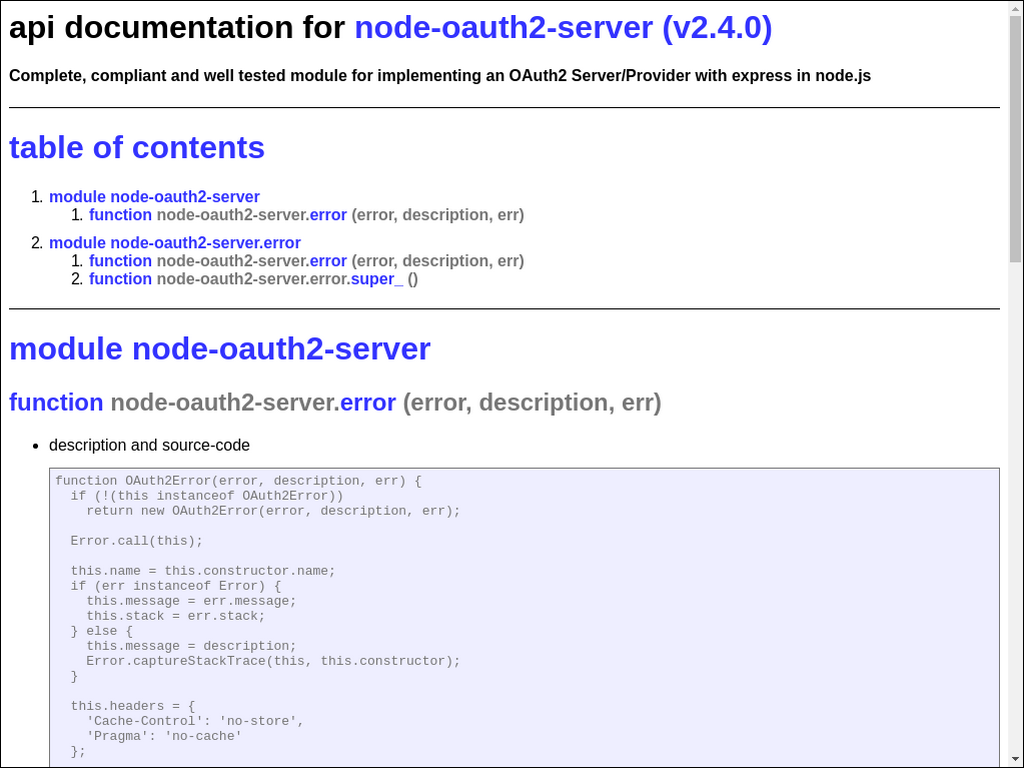 api documentation for node-oauth2-server (v2.4.0)
Complete, compliant and well tested module for implementing an OAuth2 Server/Provider with express in node.js
table of contents
1. module node-oauth2-server
1. function node-oauth2-server.error (error, description, err)
2. module node-oauth2-server.error
1. function node-oauth2-server.error (error, description, err)
2. function node-oauth2-server.error.super_ ()
module node-oauth2-server
function node-oauth2-server.error (error, description, err)
• description and source-code
function OAuth2Error(error, description, err) {
  if (!(this instanceof OAuth2Error))
    return new OAuth2Error(error, description, err);
  Error.call(this);
  this.name = this.constructor.name;
  if (err instanceof Error) {
    this.message = err.message;
    this.stack = err.stack;
  } else {
    this.message = description;
    Error.captureStackTrace(this, this.constructor);
  }
  this.headers = {
    'Cache-Control': 'no-store',
    'Pragma': 'no-cache'
  };